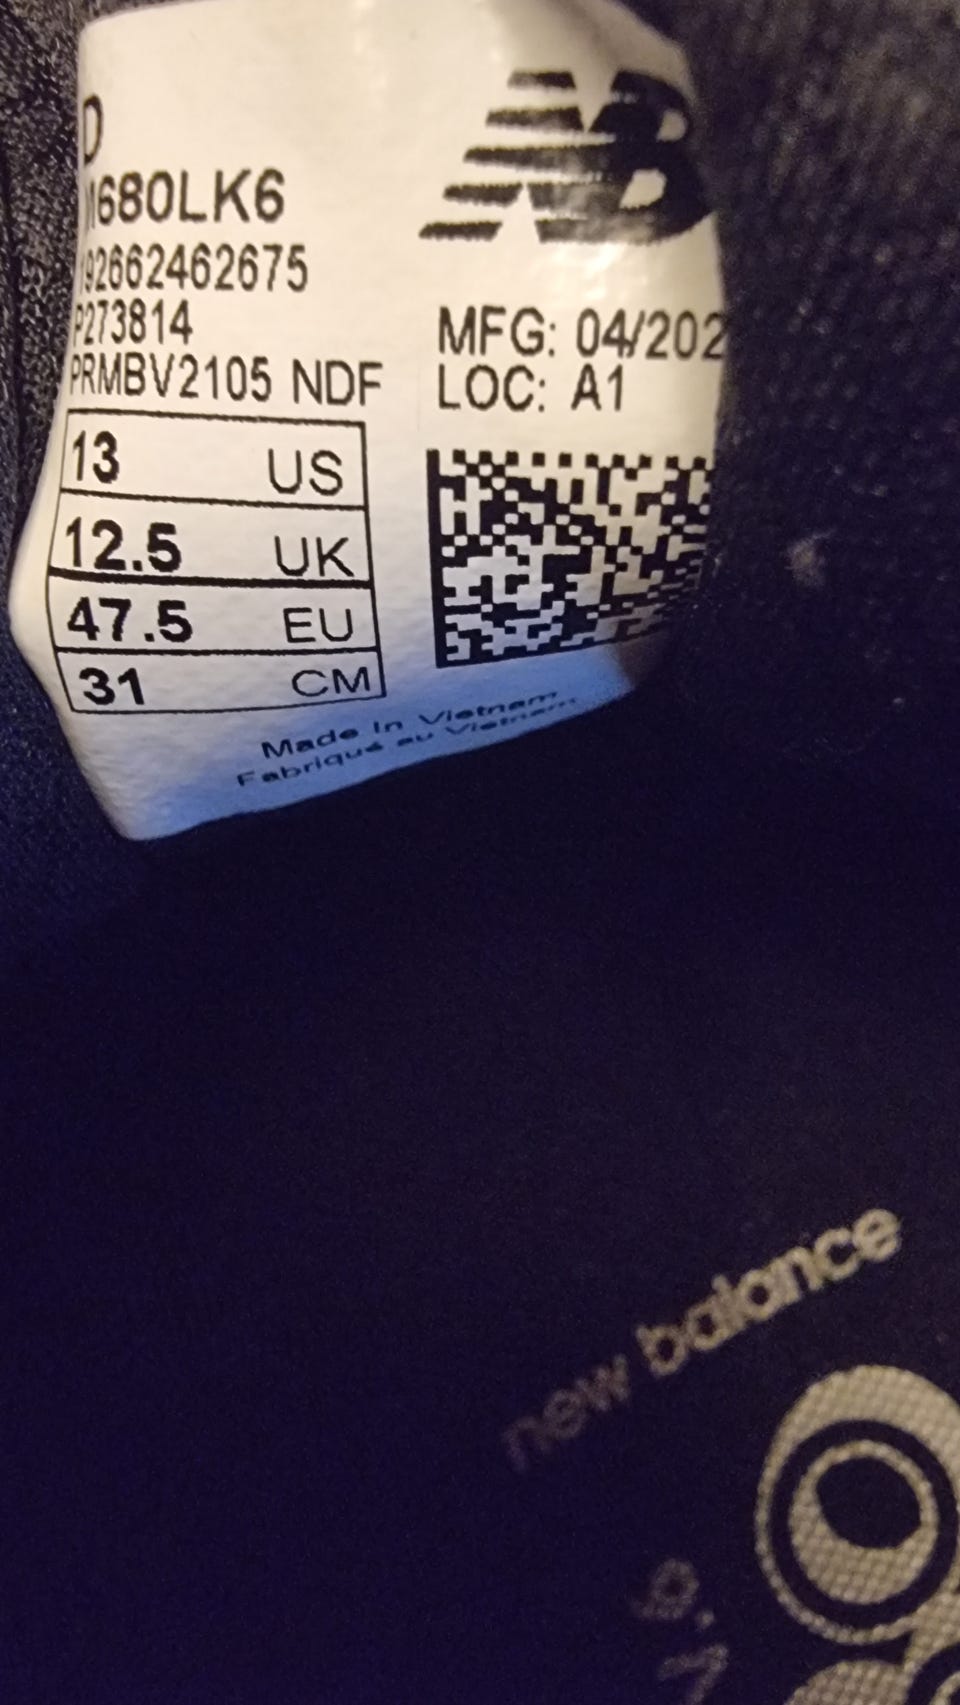 D
M680LK6
192662462675
P273814
PRMBV2105 NDF
13 US
12.5 UK
47.5 EU
31 CM
NB
MFG: 04/202
LOC: A1
Made In Vietnam
Fabriqué au Vietnam
new balance